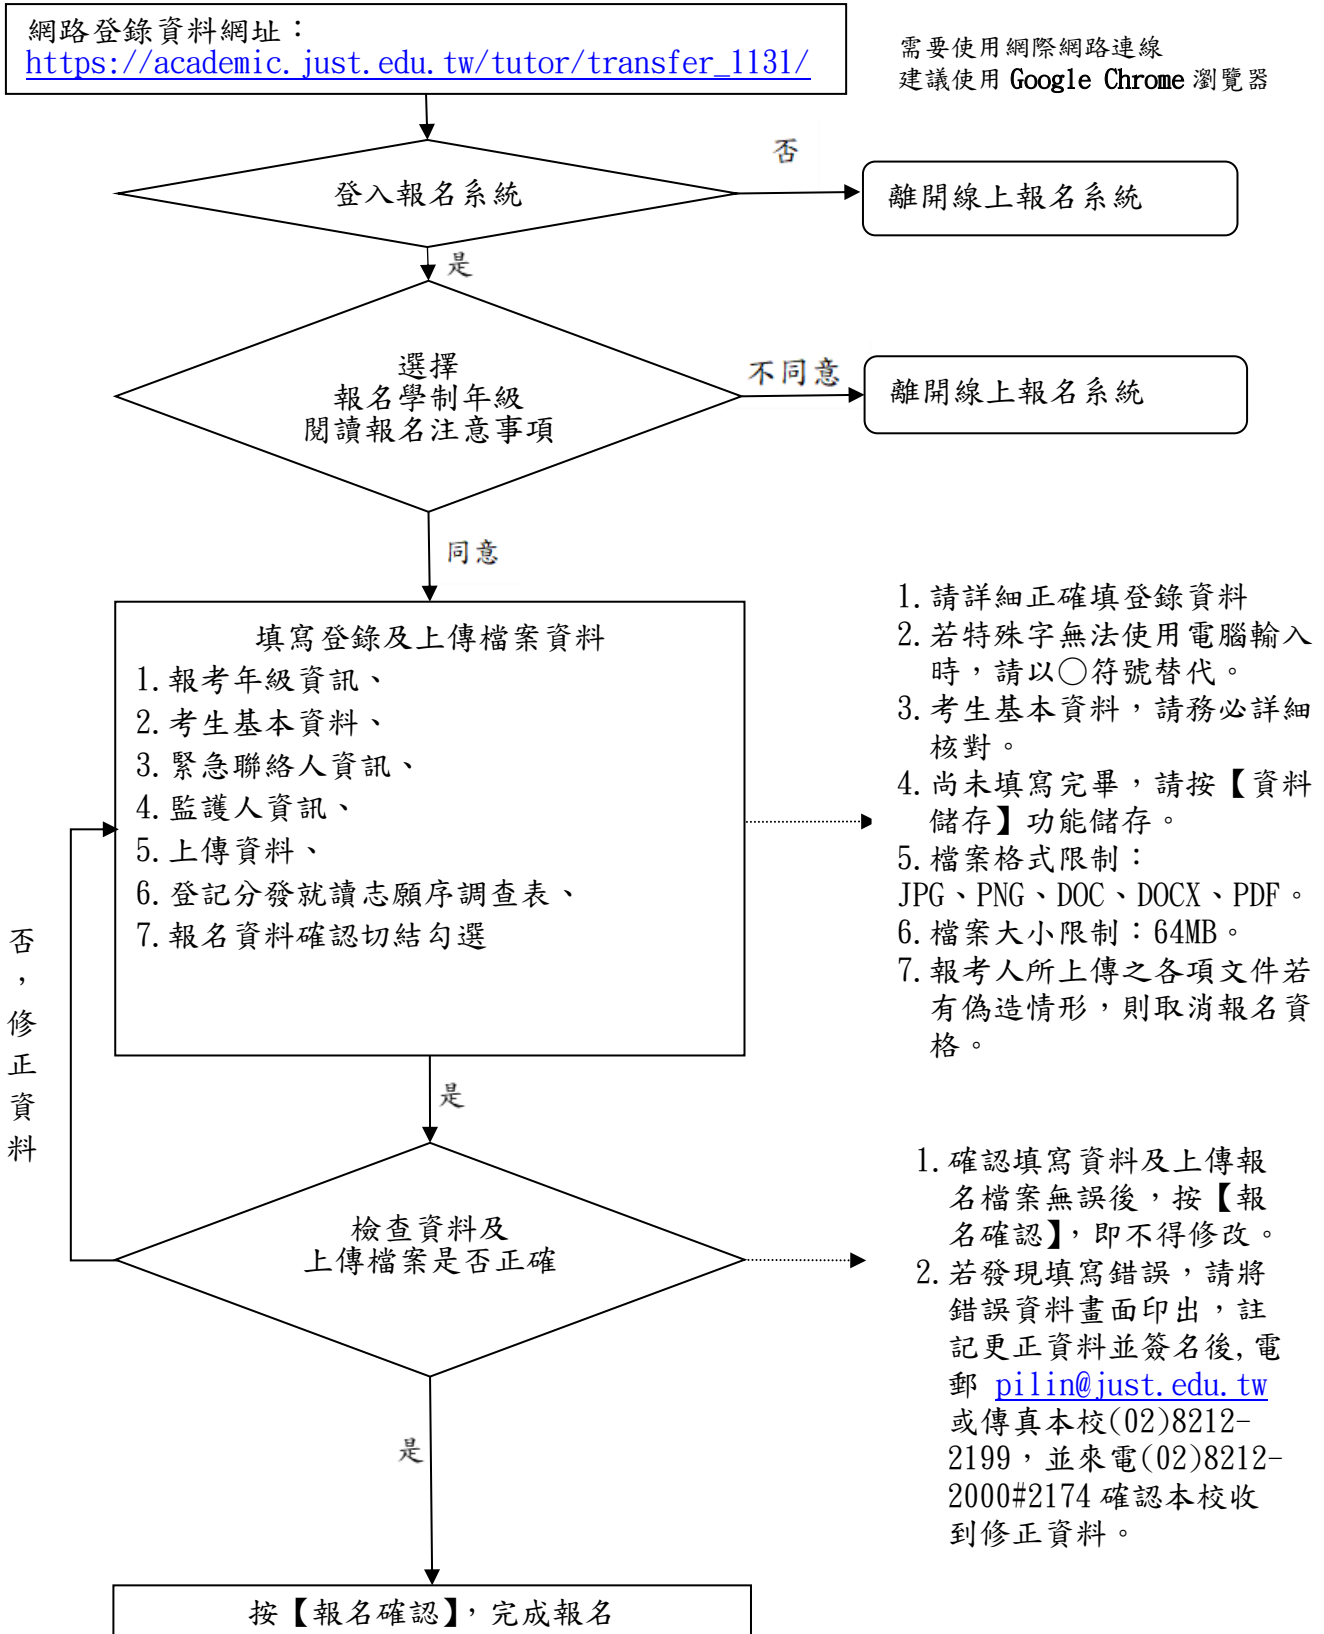 網路登錄資料網址：
https://academic.just.edu.tw/tutor/transfer_1131/
需要使用網際網路連線
建議使用 Google Chrome 瀏覽器
登入報名系統
否
離開線上報名系統
是
選擇
報名學制年級
閱讀報名注意事項
不同意
離開線上報名系統
同意
填寫登錄及上傳檔案資料
1.報考年級資訊、
2.考生基本資料、
3.緊急聯絡人資訊、
4.監護人資訊、
5.上傳資料、
6.登記分發就讀志願序調查表、
7.報名資料確認切結勾選
1.請詳細正確填登錄資料
2.若特殊字無法使用電腦輸入
時，請以○符號替代。
3.考生基本資料，請務必詳細
核對。
4.尚未填寫完畢，請按【資料
儲存】功能儲存。
5.檔案格式限制：
JPG、PNG、DOC、DOCX、PDF。
6.檔案大小限制：64MB。
7.報考人所上傳之各項文件若
有偽造情形，則取消報名資
格。
否，修正資料
是
檢查資料及
上傳檔案是否正確
1.確認填寫資料及上傳報
名檔案無誤後，按【報
名確認】，即不得修改。
2.若發現填寫錯誤，請將
錯誤資料畫面印出，註
記更正資料並簽名後,電
郵 pilin@just.edu.tw
或傳真本校(02)8212-
2199，並來電(02)8212-
2000#2174 確認本校收
到修正資料。
是
按【報名確認】，完成報名